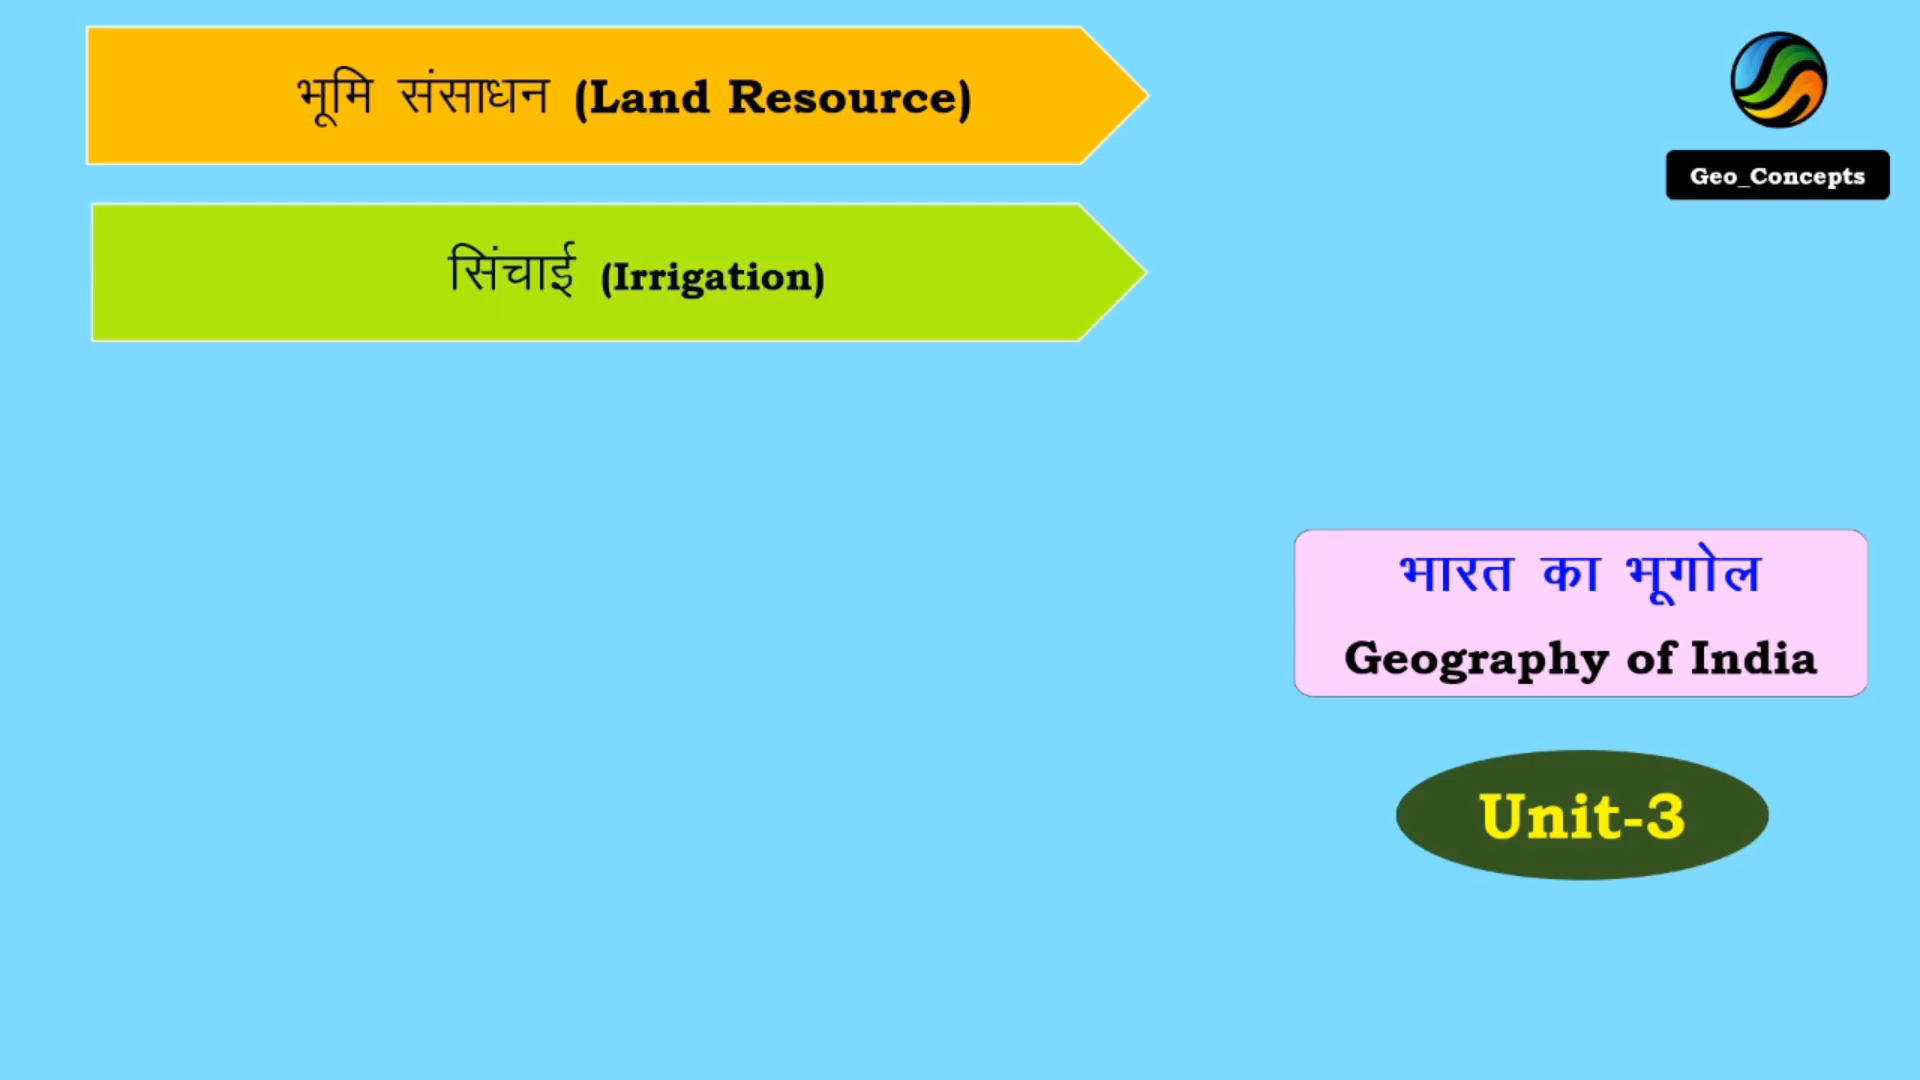 भूमि संसाधन (Land Resource)
Geo_Concepts
सिंचाई (Irrigation)
भारत का भूगोल
Geography of India
Unit-3